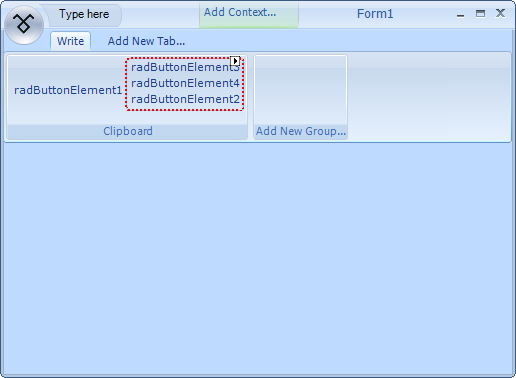 Type here
Add Context...
Form1
Write
Add New Tab...
radButtonElement1
radButtonElement3
radButtonElement4
radButtonElement2
Clipboard
Add New Group...